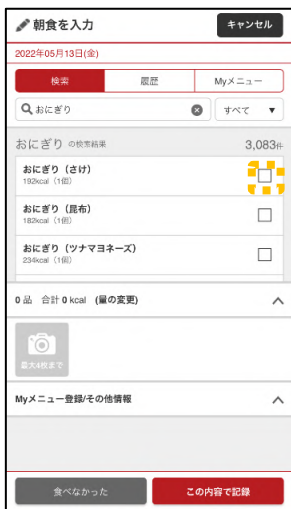 朝食を入力 キャンセル
2022年05月13日(金)
検索 履歴 Myメニュー
おにぎり すべて ▼
おにぎり の検索結果 3,083件
おにぎり（さけ）
192kcal（1個）
おにぎり（昆布）
182kcal（1個）
おにぎり（ツナマヨネーズ）
234kcal（1個）
0 品 合計 0 kcal (量の変更)
最大4枚まで
Myメニュー登録/その他情報
食べなかった この内容で記録